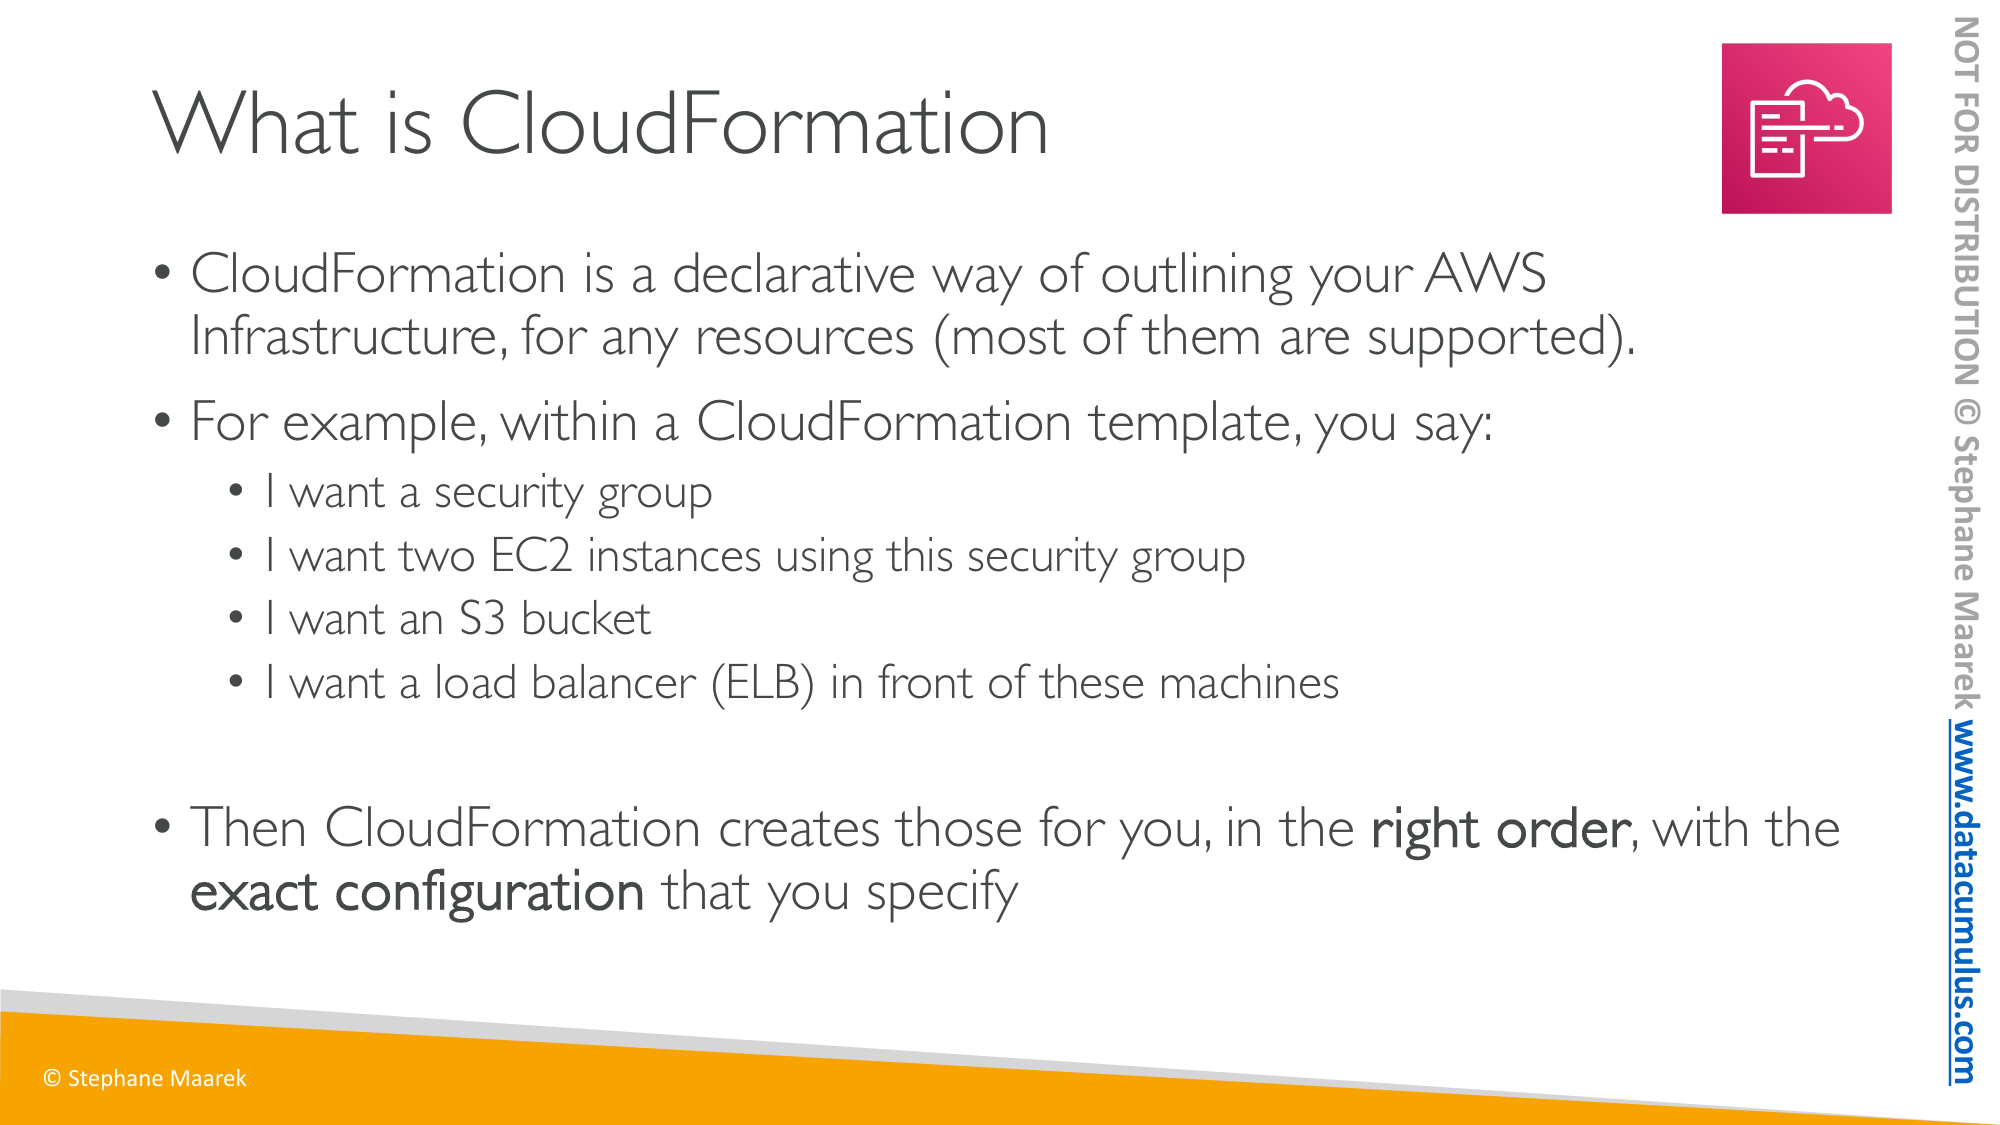 What is CloudFormation
• CloudFormation is a declarative way of outlining your AWS
Infrastructure, for any resources (most of them are supported).
• For example, within a CloudFormation template, you say:
• I want a security group
• I want two EC2 instances using this security group
• I want an S3 bucket
• I want a load balancer (ELB) in front of these machines
• Then CloudFormation creates those for you, in the right order, with the
exact configuration that you specify
© Stephane Maarek
NOT FOR DISTRIBUTION © Stephane Maarek www.datacumulus.com